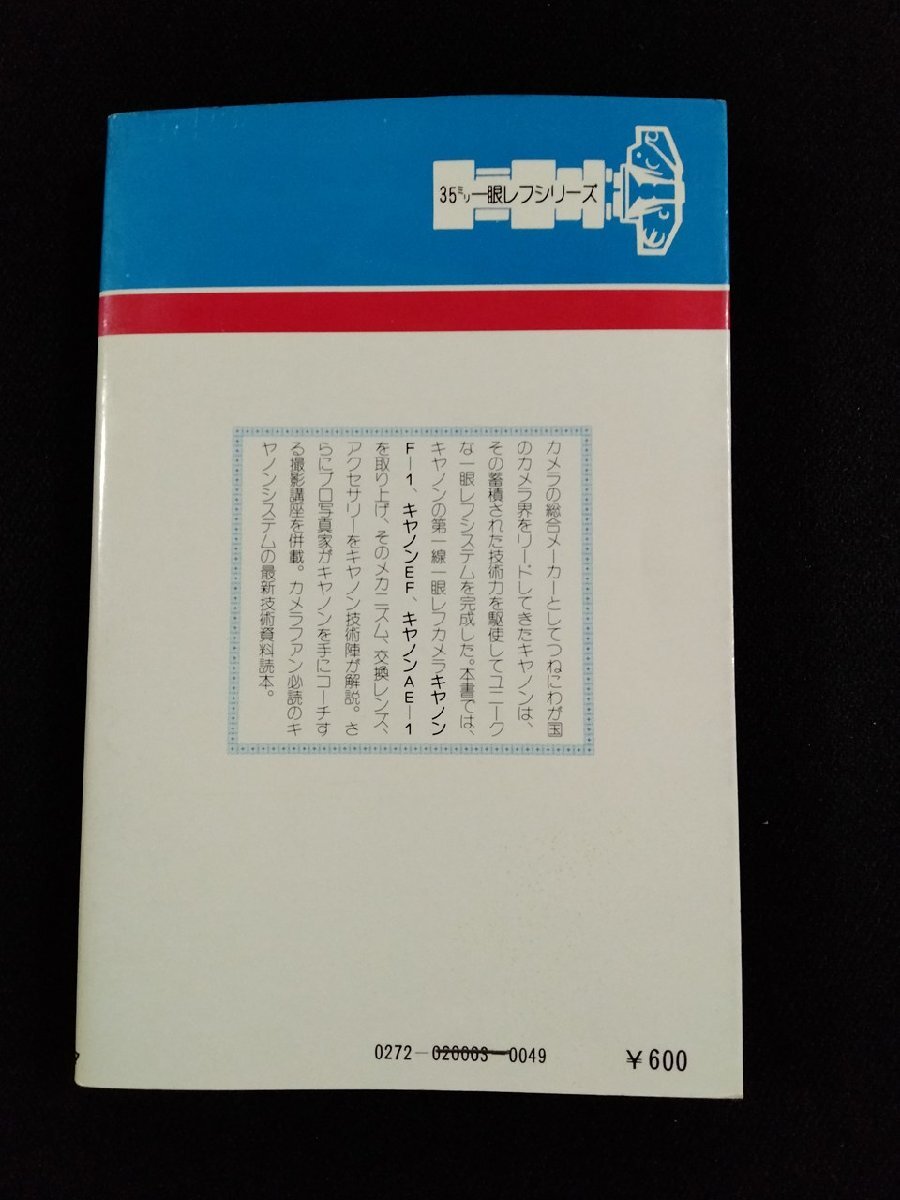 35ミリ一眼レフシリーズ
カメラの総合メーカーとしてつねにわが国
のカメラ界をリードしてきたキヤノンは、
その蓄積された技術力を駆使してユニーク
な一眼レフシステムを完成した。本書では、
キヤノンの第一線一眼レフカメラキヤノン
F—1、キヤノンEF、キヤノンAE—1
を取り上げ、そのメカニズム、交換レンズ、
アクセサリーをキヤノン技術陣が解説。さ
らにプロ写真家がキヤノンを手にコーチす
る撮影講座を併載。カメラファン必読のキ
ヤノンシステムの最新技術資料読本。
0272—026003—0049
¥600